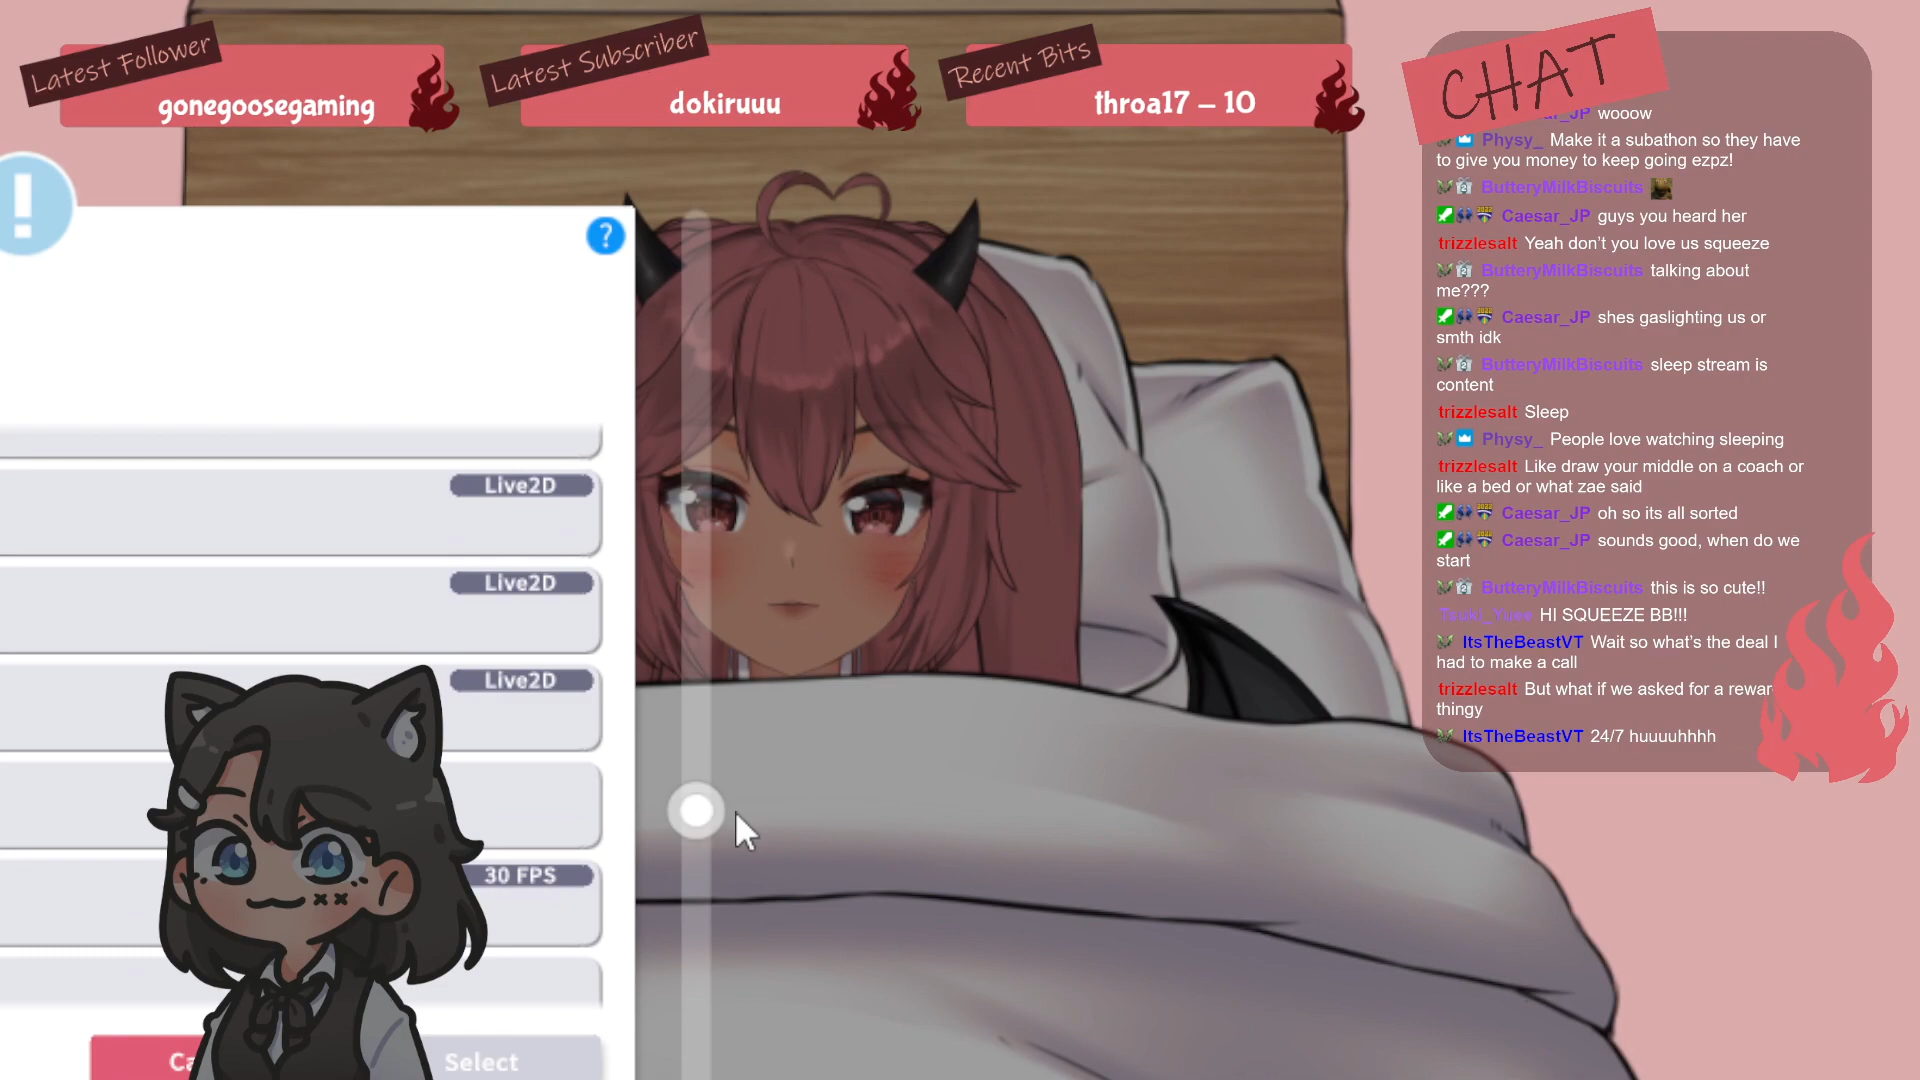 Latest Follower
gonegoosegaming
Latest Subscriber
dokiruuu
Recent Bits
throa17 - 10
CHAT
wooow
Physy_ Make it a subathon so they have
to give you money to keep going ezpz!
ButteryMilkBiscuits
Caesar_JP guys you heard her
trizzlesalt Yeah don't you love us squeeze
ButteryMilkBiscuits talking about
me???
Caesar_JP shes gaslighting us or
smth idk
ButteryMilkBiscuits sleep stream is
content
trizzlesalt Sleep
Physy_ People love watching sleeping
trizzlesalt Like draw your middle on a coach or
like a bed or what zae said
Caesar_JP oh so its all sorted
Caesar_JP sounds good, when do we
start
ButteryMilkBiscuits this is so cute!!
HI SQUEEZE BB!!!
ItsTheBeastVT Wait so what's the deal I
had to make a call
trizzlesalt But what if we asked for a rewar
thingy
ItsTheBeastVT 24/7 huuuuhhhh
!
?
Live2D
Live2D
Live2D
30 FPS
Ca
Select